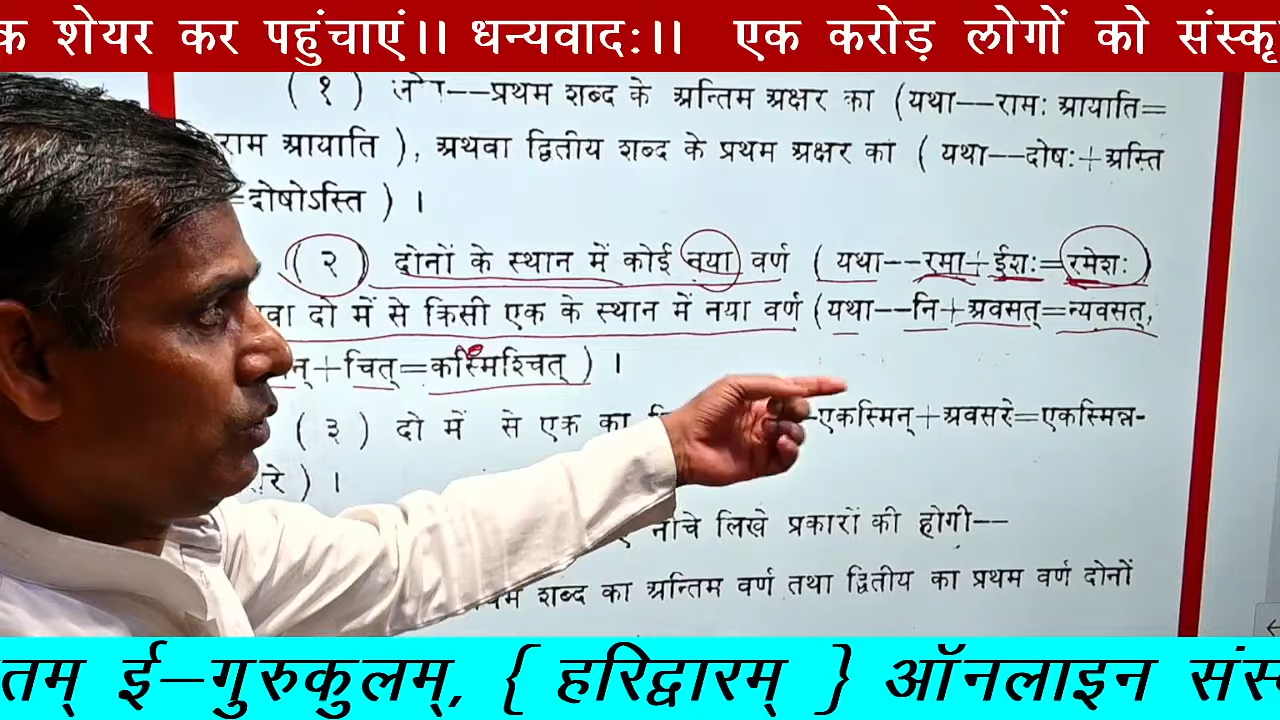 क शेयर कर पहुंचाएं।। धन्यवादः।। एक करोड़ लोगों को संस्कृ
(१) --प्रथम शब्द के अन्तिम अक्षर का (यथा--रामः आयाति=
राम आयाति ), अथवा द्वितीय शब्द के प्रथम अक्षर का ( यथा--दोषः+अस्ति
=दोषोऽस्ति ) ।
(२) दोनों के स्थान में कोई नया वर्ण ( यथा--रमा+ईशः=रमेशः )
वा दो में से किसी एक के स्थान में नया वर्ण (यथा--नि+अवसत्=न्यवसत्,
न्+चित्=कस्मिंश्चित् ) ।
(३) दो में से एक का -एकस्मिन्+अवसरे=एकस्मिन्न-
रे ) ।
नीचे लिखे प्रकारों की होगी--
शब्द का अन्तिम वर्ण तथा द्वितीय का प्रथम वर्ण दोनों
तम् ई-गुरुकुलम्, { हरिद्वारम् } ऑनलाइन संस